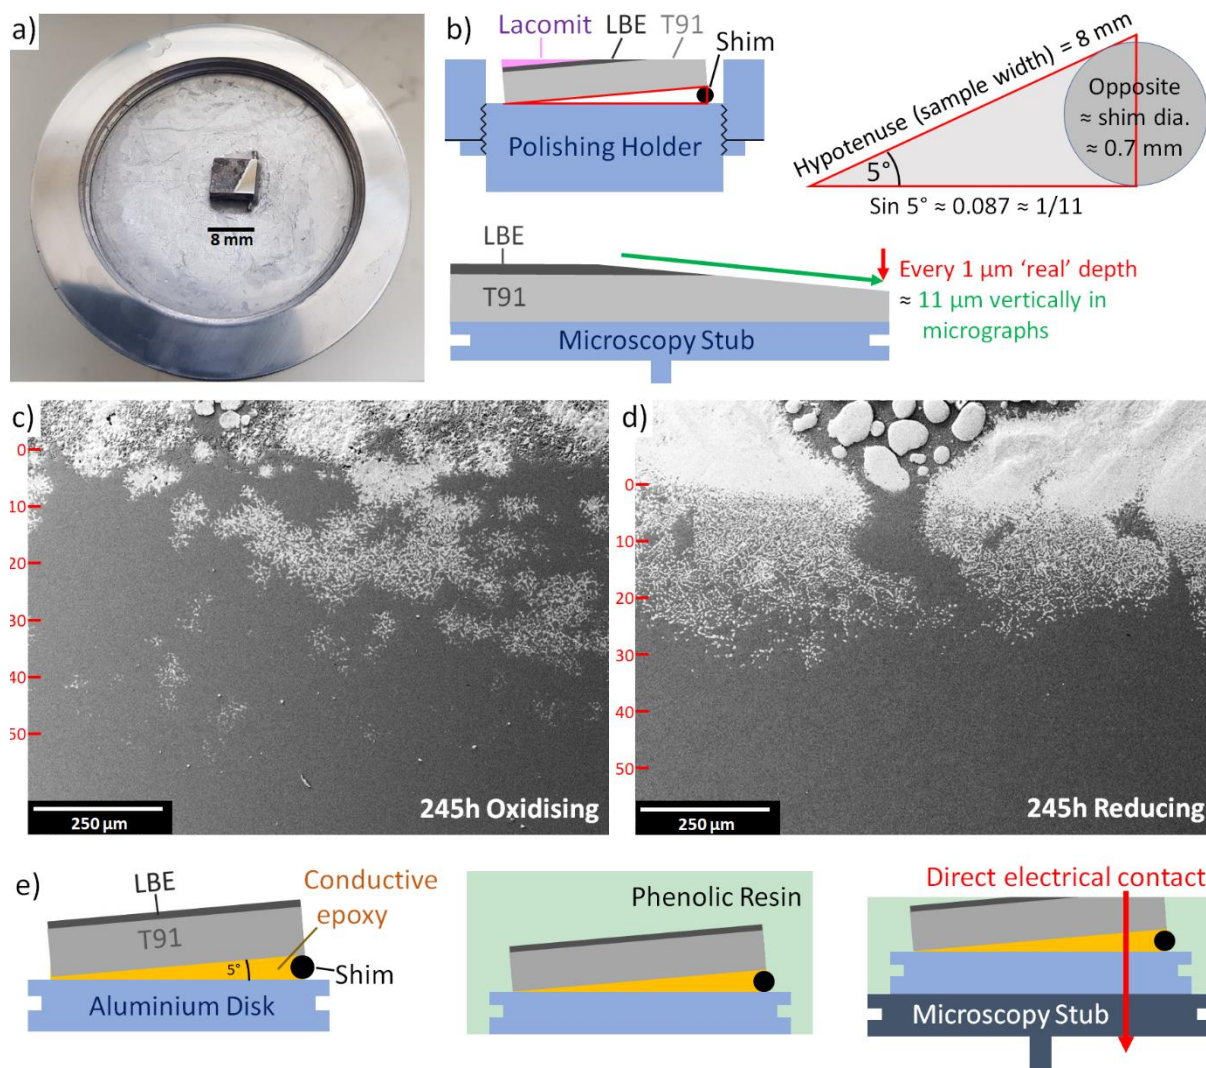 a)
8 mm
b)
Lacomit
LBE
T91
Shim
Polishing Holder
Hypotenuse (sample width) = 8 mm
Opposite
≈ shim dia.
≈ 0.7 mm
5°
Sin 5° ≈ 0.087 ≈ 1/11
LBE
T91
Microscopy Stub
Every 1 µm ‘real’ depth
≈ 11 µm vertically in
micrographs
c)
0
10
20
30
40
50
250 µm
245h Oxidising
d)
0
10
20
30
40
50
250 µm
245h Reducing
e)
LBE
T91
Conductive
epoxy
5°
Shim
Aluminium Disk
Phenolic Resin
Direct electrical contact
Microscopy Stub